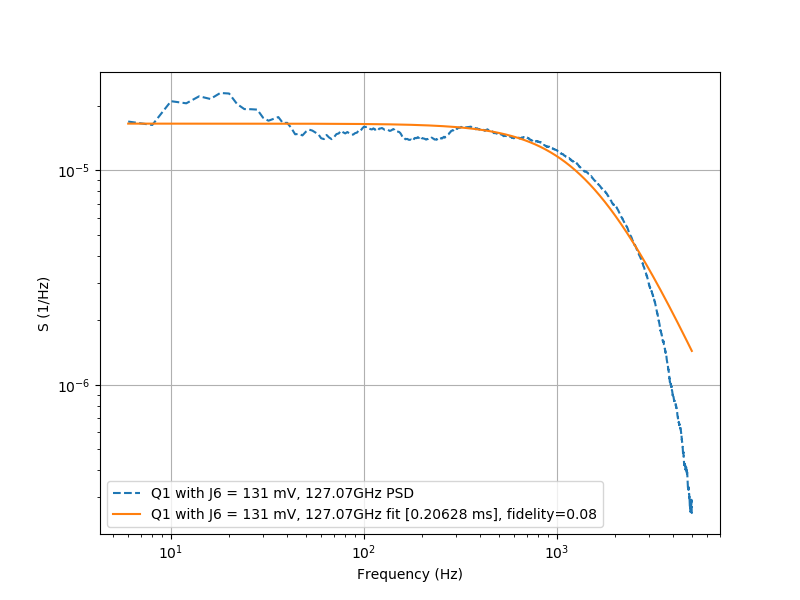 S (1/Hz)
10⁻⁵
10⁻⁶
10¹
10²
10³
Frequency (Hz)
Q1 with J6 = 131 mV, 127.07GHz PSD
Q1 with J6 = 131 mV, 127.07GHz fit [0.20628 ms], fidelity=0.08